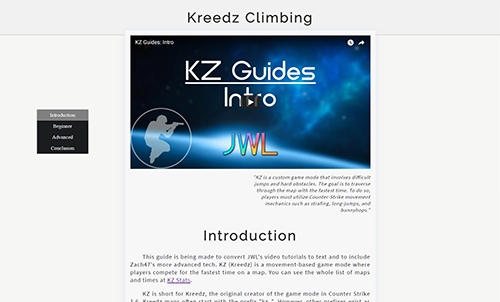 Kreedz Climbing
KZ Guides: Intro
KZ Guides
Intro
JWL
Introduction
Beginner
Advanced
Conclusion
"KZ is a custom game mode that involves difficult
jumps and hard obstacles. The goal is to traverse
through the map with the fastest time. To do so,
players must utilize Counter-Strike movement
mechanics such as strafing, long-jumps, and
bunnyhops."
Introduction
This guide is being made to convert JWL's video tutorials to text and to include
Zach47's more advanced tech. KZ (Kreedz) is a movement-based game mode where
players compete for the fastest time on a map. You can see the whole list of maps
and times at KZ Stats.
KZ is short for Kreedz, the original creator of the game mode in Counter Strike
1.6. Kreedz maps often start with the prefix "kz_". However, other prefixes exist as